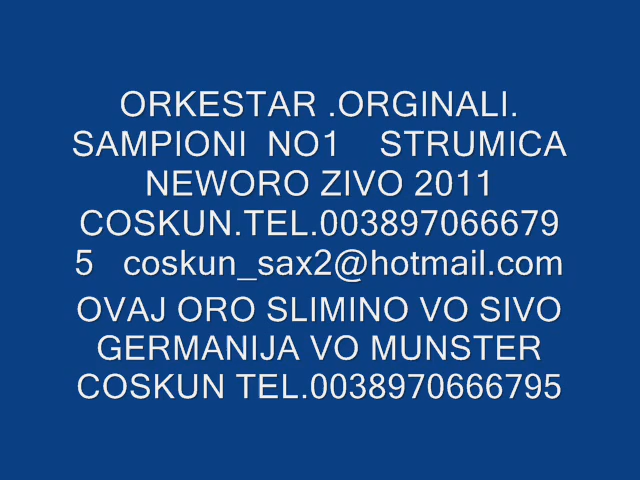 ORKESTAR .ORGINALI.
SAMPIONI NO1 STRUMICA
NEWORO ZIVO 2011
COSKUN.TEL.003897066679
5 coskun_sax2@hotmail.com
OVAJ ORO SLIMINO VO SIVO
GERMANIJA VO MUNSTER
COSKUN TEL.0038970666795